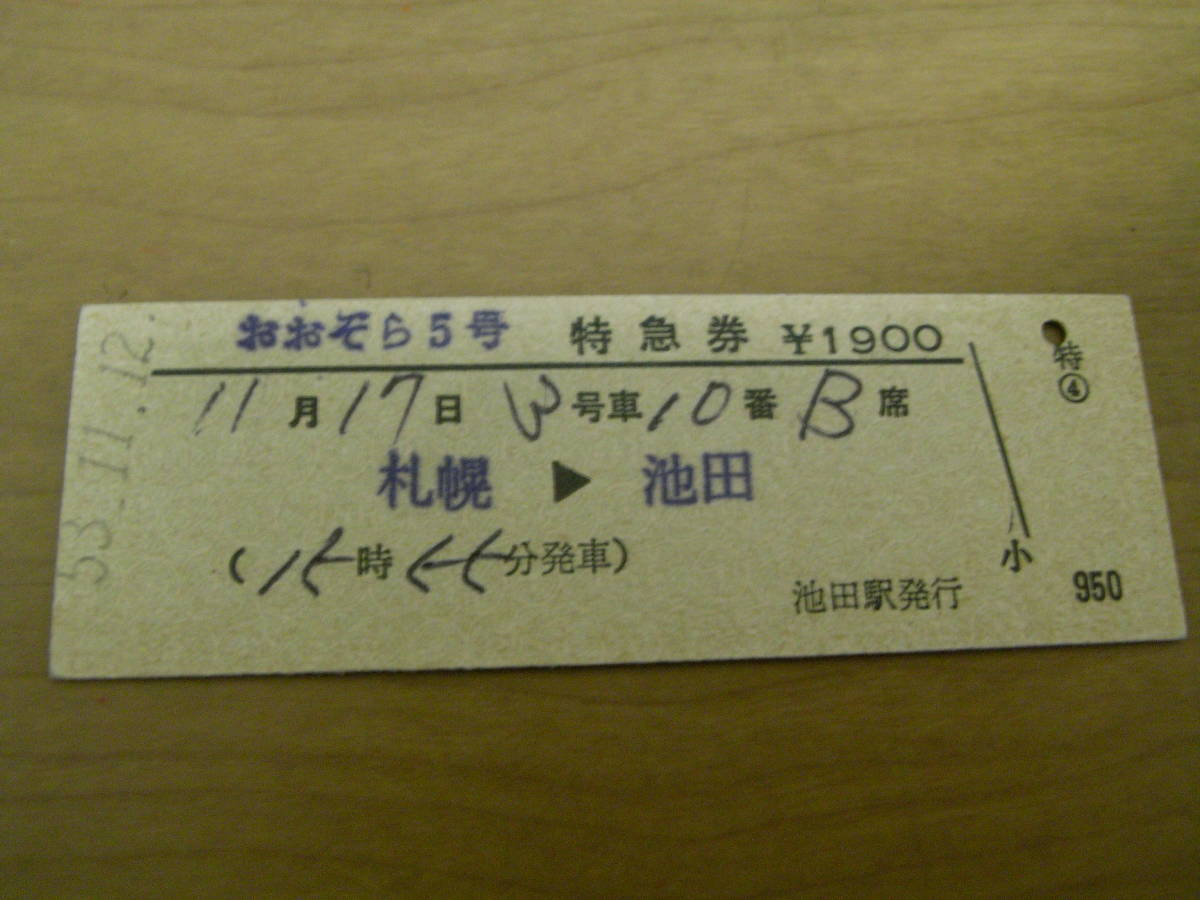 53.11.12.
おおぞら5号 特急券 ¥1900
11月17日 3号車10番B席
札幌 ▶ 池田
(15時 分発車)
池田駅発行
特
④
小
950